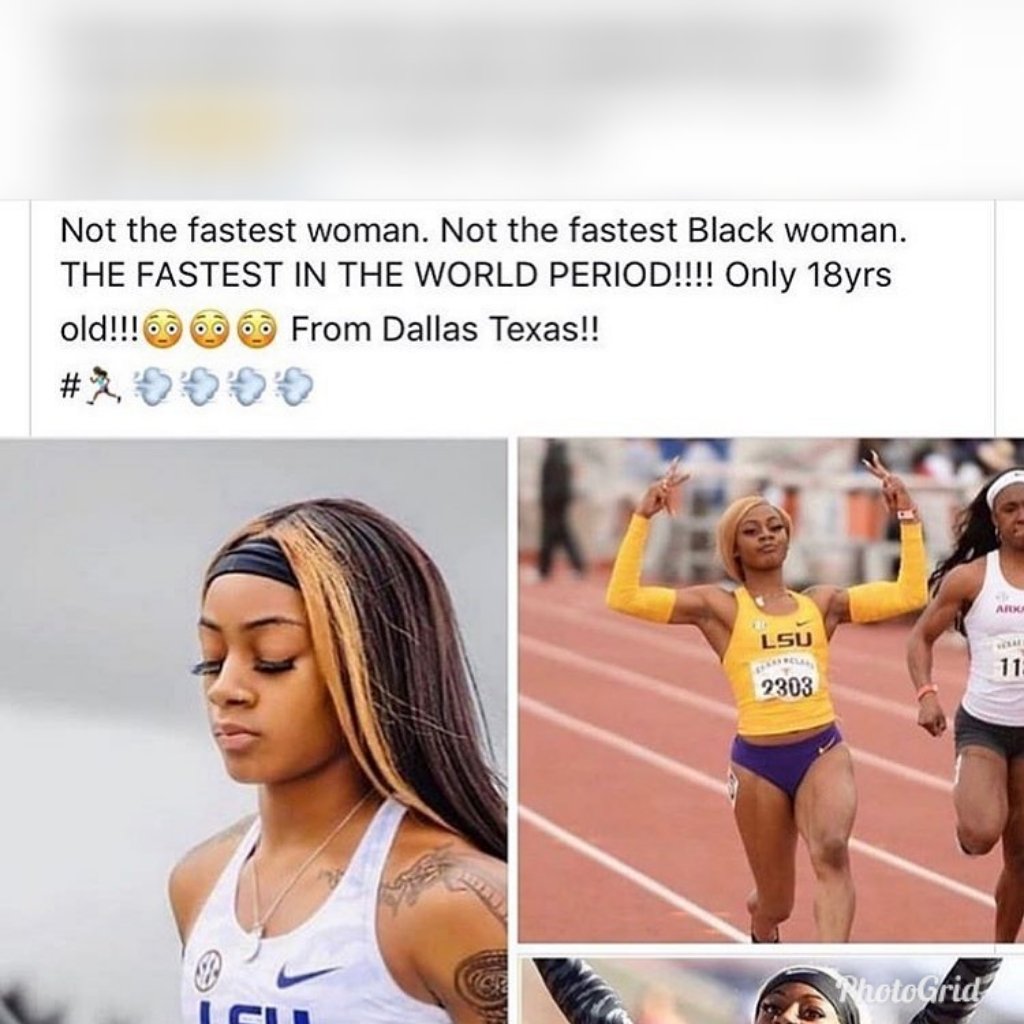 Not the fastest woman. Not the fastest Black woman.
THE FASTEST IN THE WORLD PERIOD!!!! Only 18yrs
old!!!😳😳😳 From Dallas Texas!!
#🏃🏿‍♀️💨💨💨💨
LSU
2303
ARK
11
LSU
PhotoGrid